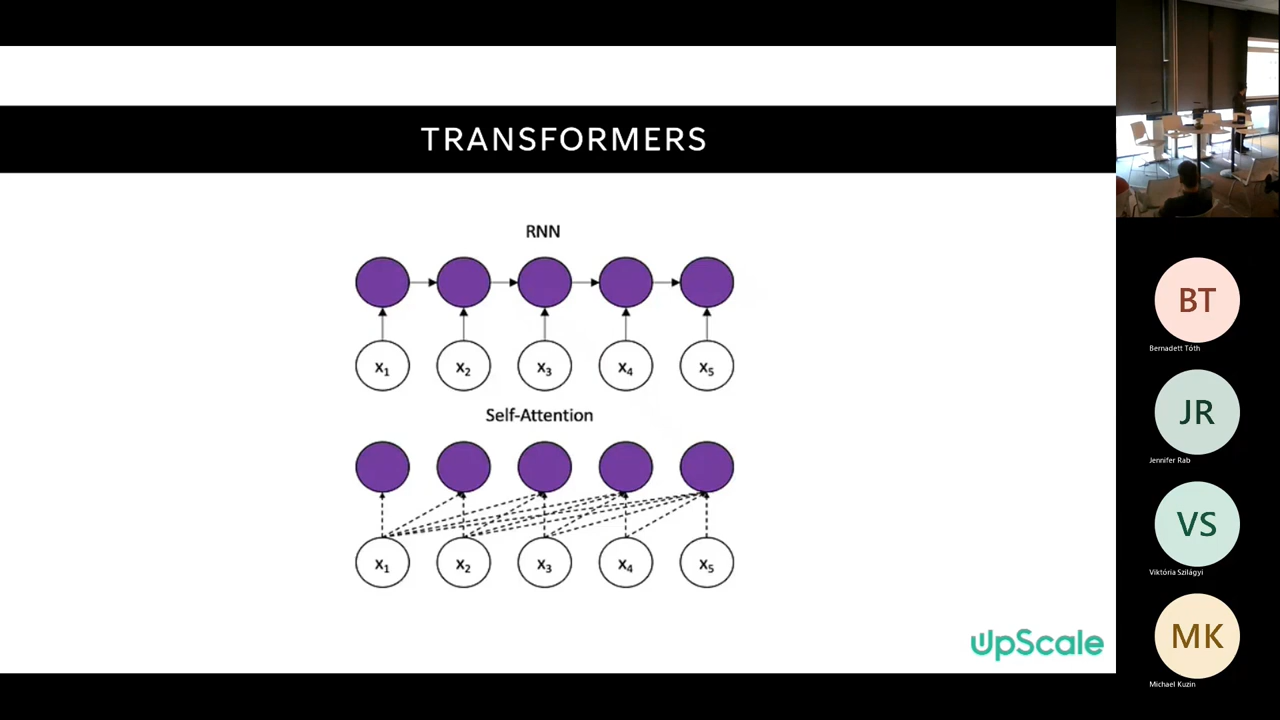 TRANSFORMERS
RNN
x₁ x₂ x₃ x₄ x₅
Self-Attention
x₁ x₂ x₃ x₄ x₅
UpScale
BT
Bernadett Tóth
JR
Jennifer Rab
VS
Viktória Szilágyi
MK
Michael Kuzin